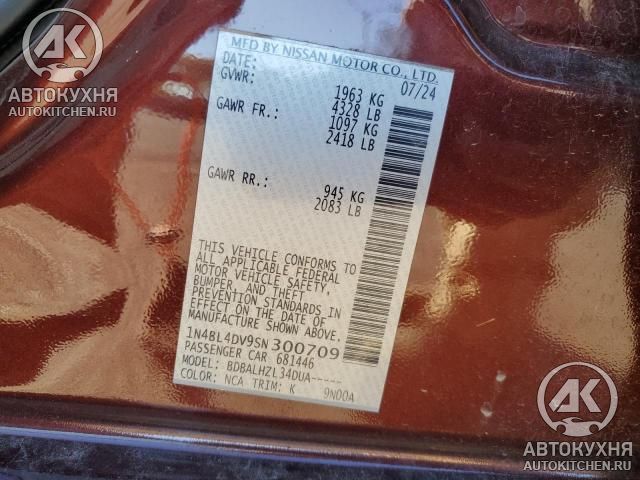 АВТОКУХНЯ
AUTOKITCHEN.RU
MFD BY NISSAN MOTOR CO., LTD.
DATE: 07/24
GVWR: 1963 KG
4328 LB
GAWR FR.: 1097 KG
2418 LB
GAWR RR.: 945 KG
2083 LB
THIS VEHICLE CONFORMS TO
ALL APPLICABLE FEDERAL
MOTOR VEHICLE SAFETY,
BUMPER, AND THEFT
PREVENTION STANDARDS IN
EFFECT ON THE DATE OF
MANUFACTURE SHOWN ABOVE.
1N4BL4DV9SN300709
PASSENGER CAR 681446
MODEL: BDBALHZL34DUA-----
COLOR: NCA TRIM: K 9N00A
АК
АВТОКУХНЯ
AUTOKITCHEN.RU